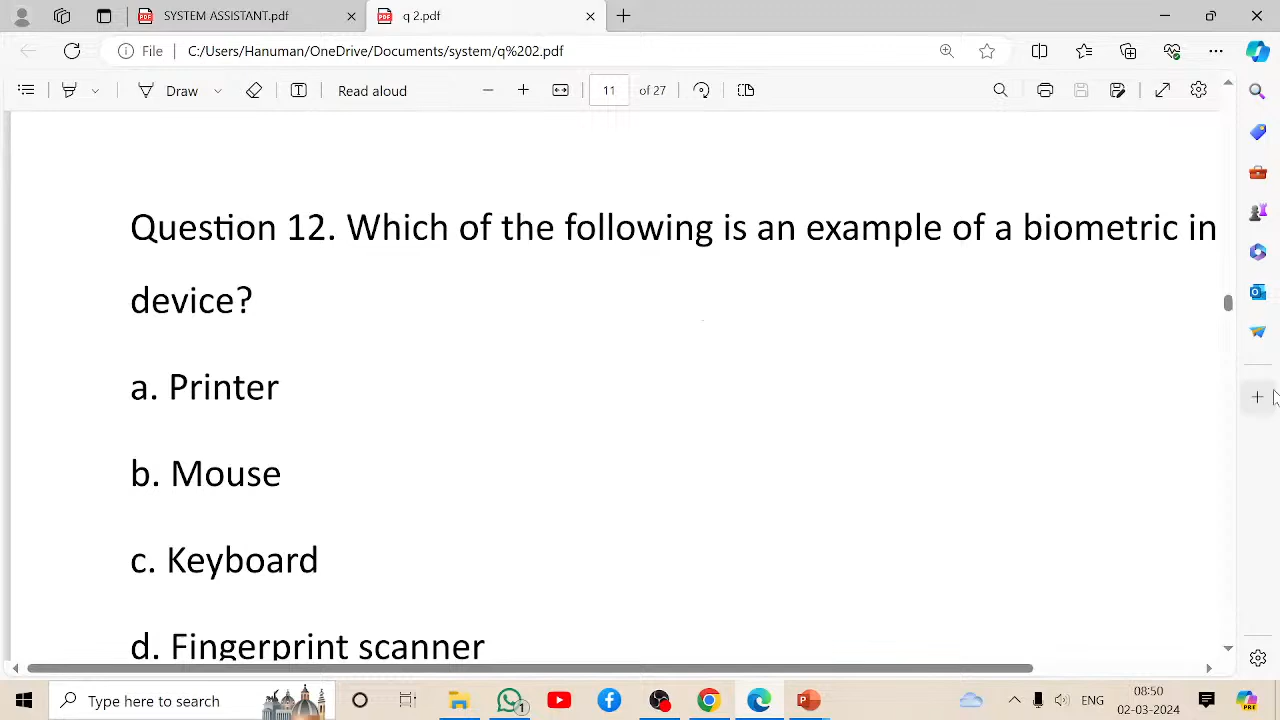 SYSTEM ASSISTANT.pdf
q 2.pdf
File C:/Users/Hanuman/OneDrive/Documents/system/q%202.pdf
Draw
Read aloud
11 of 27
Question 12. Which of the following is an example of a biometric in
device?
a. Printer
b. Mouse
c. Keyboard
d. Fingerprint scanner
Type here to search
1
ENG
08:50
02-03-2024